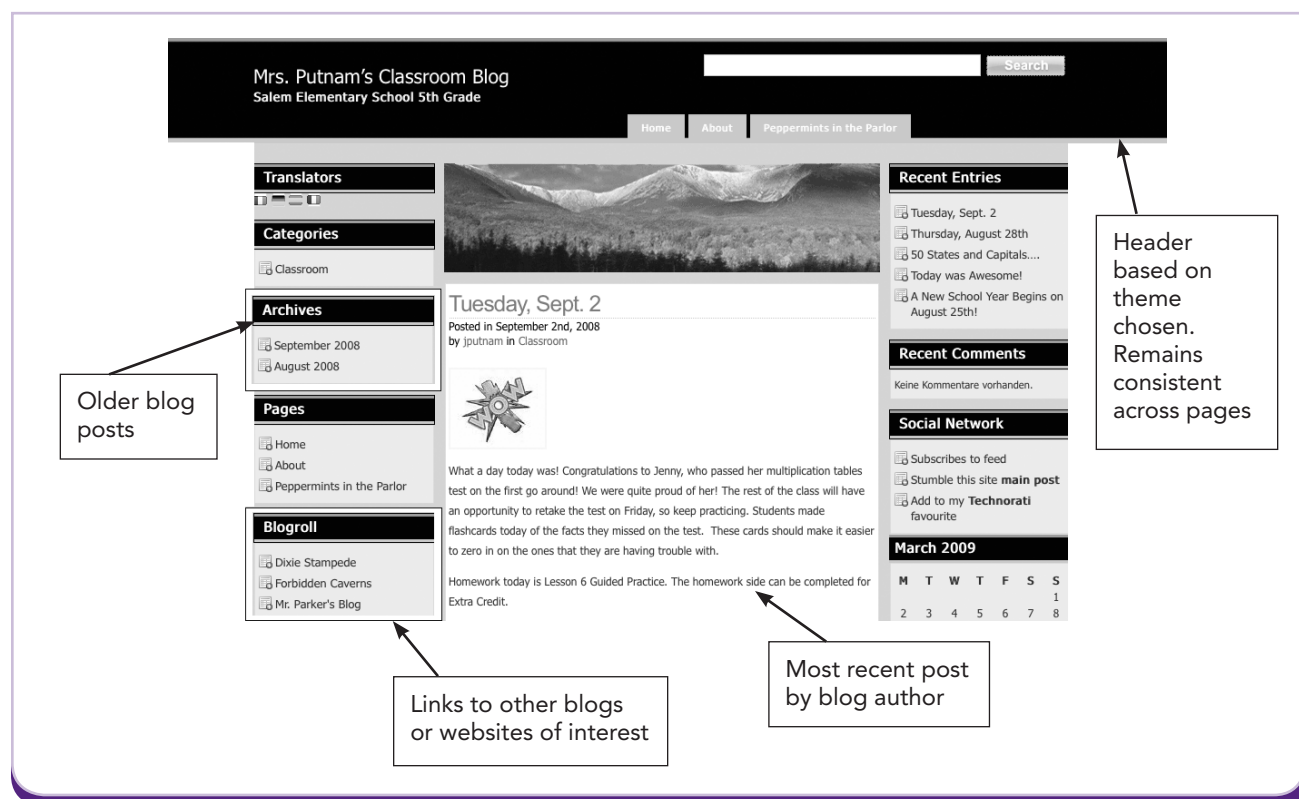 Mrs. Putnam's Classroom Blog
Salem Elementary School 5th Grade
Search
Home
About
Peppermints in the Parlor
Translators
Categories
Classroom
Archives
September 2008
August 2008
Pages
Home
About
Peppermints in the Parlor
Blogroll
Dixie Stampede
Forbidden Caverns
Mr. Parker's Blog
Tuesday, Sept. 2
Posted in September 2nd, 2008
by jputnam in Classroom
WOW
What a day today was! Congratulations to Jenny, who passed her multiplication tables
test on the first go around! We were quite proud of her! The rest of the class will have
an opportunity to retake the test on Friday, so keep practicing. Students made
flashcards today of the facts they missed on the test. These cards should make it easier
to zero in on the ones that they are having trouble with.
Homework today is Lesson 6 Guided Practice. The homework side can be completed for
Extra Credit.
Recent Entries
Tuesday, Sept. 2
Thursday, August 28th
50 States and Capitals....
Today was Awesome!
A New School Year Begins on
August 25th!
Recent Comments
Keine Kommentare vorhanden.
Social Network
Subscribes to feed
Stumble this site main post
Add to my Technorati
favourite
March 2009
M T W T F S S
1
2 3 4 5 6 7 8
Older blog
posts
Links to other blogs
or websites of interest
Most recent post
by blog author
Header
based on
theme
chosen.
Remains
consistent
across pages